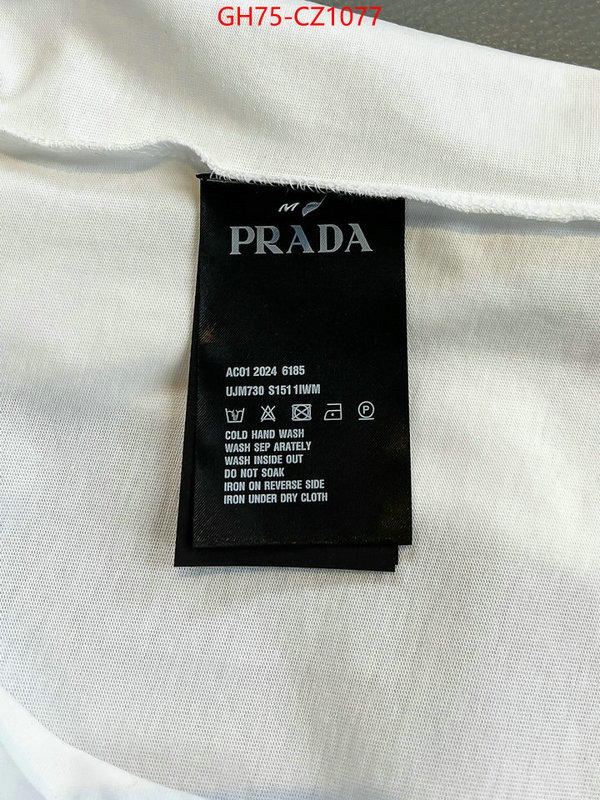 GH75-CZ1077
M
PRADA
AC01 2024 6185
UJM730 S151 1IWM
P
COLD HAND WASH
WASH SEP ARATELY
WASH INSIDE OUT
DO NOT SOAK
IRON ON REVERSE SIDE
IRON UNDER DRY CLOTH